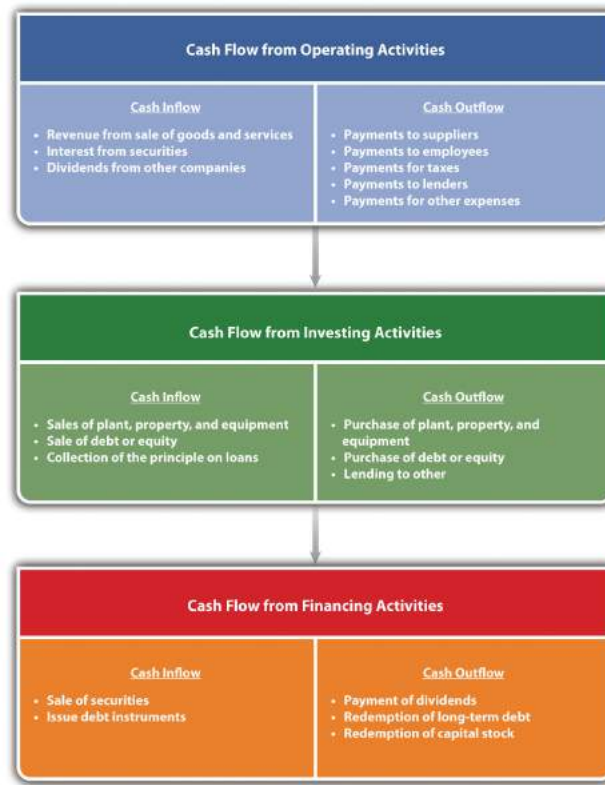 Cash Flow from Operating Activities
Cash Inflow
• Revenue from sale of goods and services
• Interest from securities
• Dividends from other companies
Cash Outflow
• Payments to suppliers
• Payments to employees
• Payments for taxes
• Payments to lenders
• Payments for other expenses
Cash Flow from Investing Activities
Cash Inflow
• Sales of plant, property, and equipment
• Sale of debt or equity
• Collection of the principle on loans
Cash Outflow
• Purchase of plant, property, and
equipment
• Purchase of debt or equity
• Lending to other
Cash Flow from Financing Activities
Cash Inflow
• Sale of securities
• Issue debt instruments
Cash Outflow
• Payment of dividends
• Redemption of long-term debt
• Redemption of capital stock